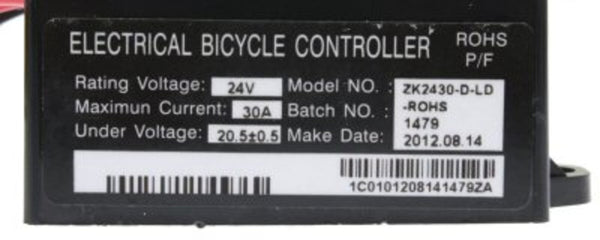 ELECTRICAL BICYCLE CONTROLLER ROHS P/F
Rating Voltage: 24V Model NO. : ZK2430-D-LD
Maximun Current: 30A Batch NO. : -ROHS
1479
Under Voltage: 20.5±0.5 Make Date: 2012.08.14
1C0101208141479ZA